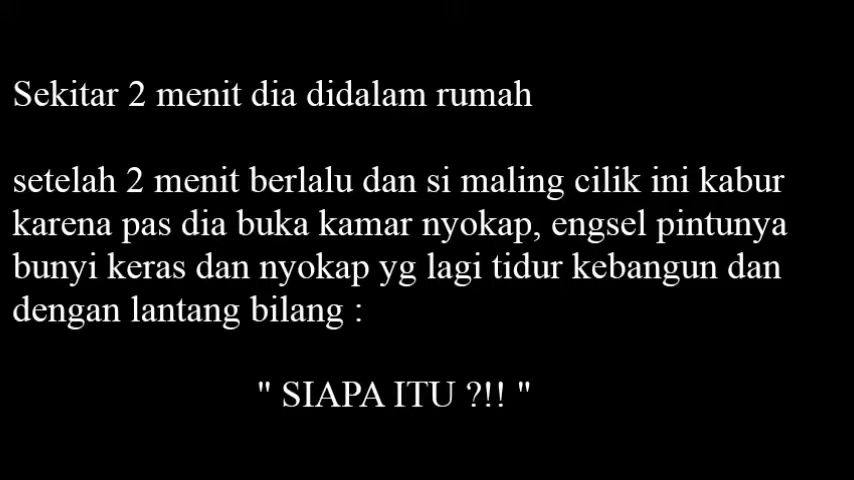 Sekitar 2 menit dia didalam rumah
setelah 2 menit berlalu dan si maling cilik ini kabur
karena pas dia buka kamar nyokap, engsel pintunya
bunyi keras dan nyokap yg lagi tidur kebangun dan
dengan lantang bilang :
" SIAPA ITU ?!! "